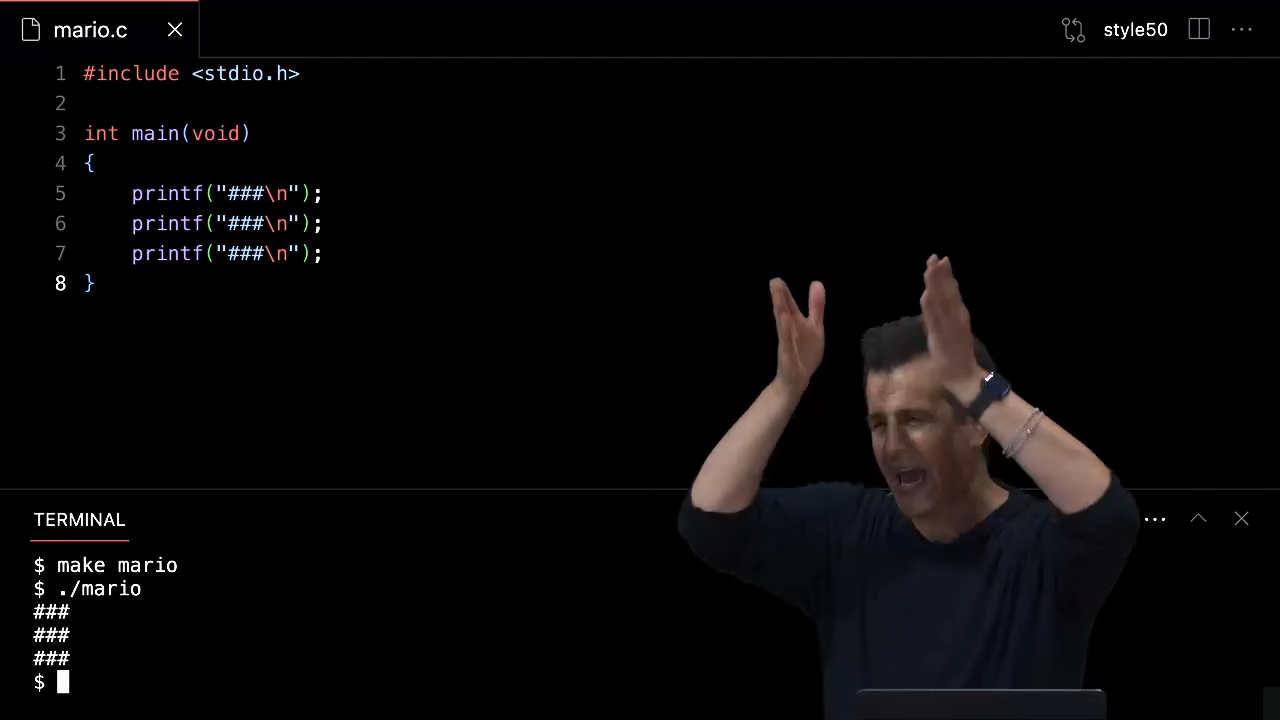 mario.c
style50
1 #include <stdio.h>
2
3 int main(void)
4 {
5     printf("###\n");
6     printf("###\n");
7     printf("###\n");
8 }
TERMINAL
$ make mario
$ ./mario
###
###
###
$